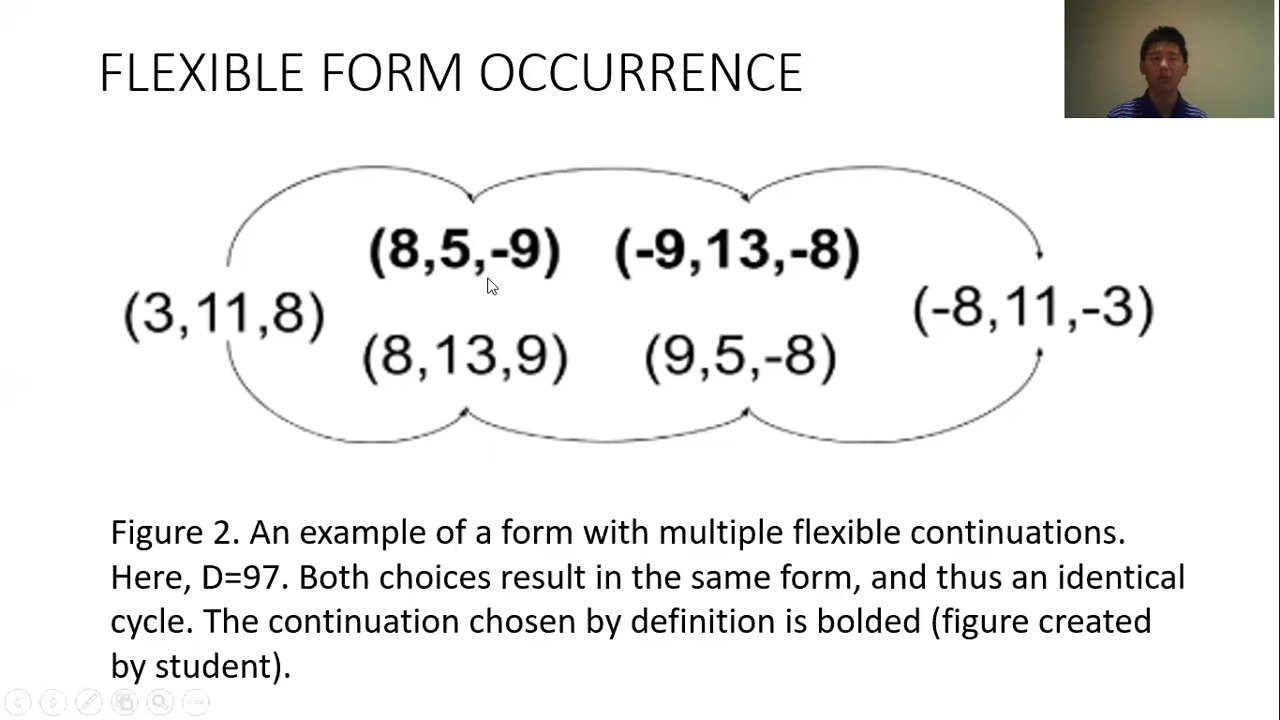 FLEXIBLE FORM OCCURRENCE
(8,5,-9) (-9,13,-8)
(3,11,8) (-8,11,-3)
(8,13,9) (9,5,-8)
Figure 2. An example of a form with multiple flexible continuations.
Here, D=97. Both choices result in the same form, and thus an identical
cycle. The continuation chosen by definition is bolded (figure created
by student).